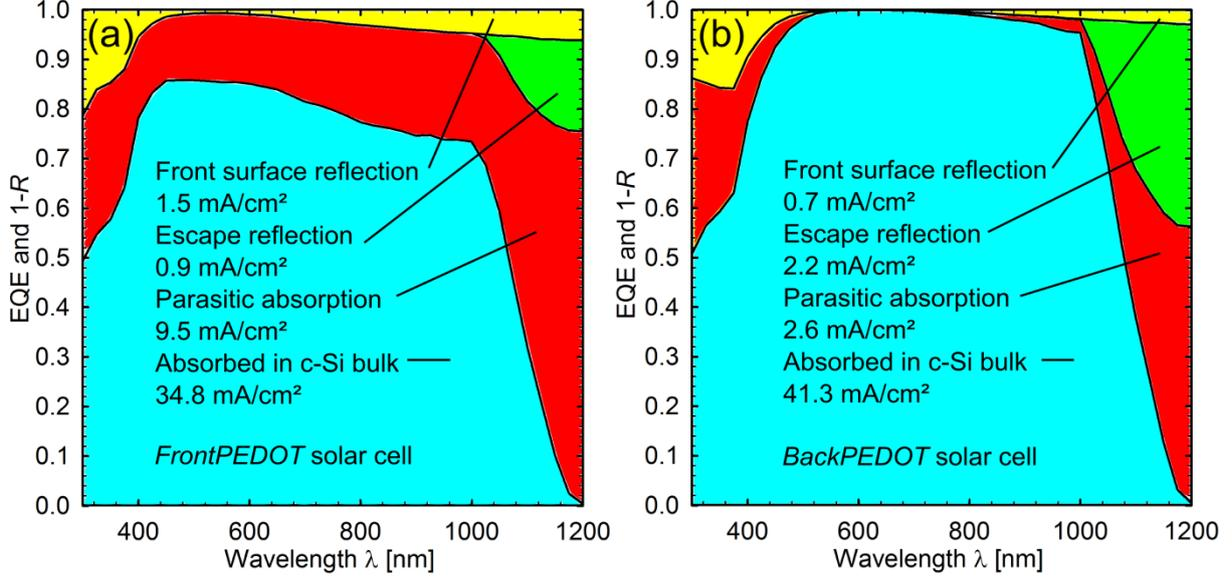 (a)
EQE and 1-R
1.0
0.9
0.8
0.7
0.6
0.5
0.4
0.3
0.2
0.1
0.0
Front surface reflection
1.5 mA/cm²
Escape reflection
0.9 mA/cm²
Parasitic absorption
9.5 mA/cm²
Absorbed in c-Si bulk
34.8 mA/cm²
FrontPEDOT solar cell
400 600 800 1000 1200
Wavelength λ [nm]
(b)
EQE and 1-R
1.0
0.9
0.8
0.7
0.6
0.5
0.4
0.3
0.2
0.1
0.0
Front surface reflection
0.7 mA/cm²
Escape reflection
2.2 mA/cm²
Parasitic absorption
2.6 mA/cm²
Absorbed in c-Si bulk
41.3 mA/cm²
BackPEDOT solar cell
400 600 800 1000 1200
Wavelength λ [nm]